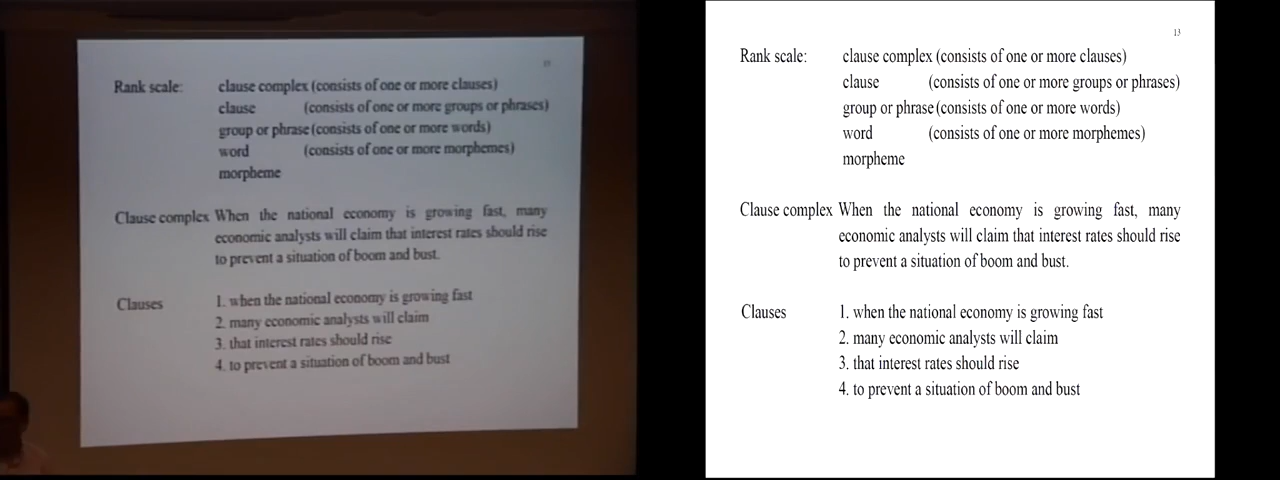 13
Rank scale: clause complex (consists of one or more clauses)
clause (consists of one or more groups or phrases)
group or phrase (consists of one or more words)
word (consists of one or more morphemes)
morpheme
Clause complex When the national economy is growing fast, many
economic analysts will claim that interest rates should rise
to prevent a situation of boom and bust.
Clauses 1. when the national economy is growing fast
2. many economic analysts will claim
3. that interest rates should rise
4. to prevent a situation of boom and bust
13
Rank scale: clause complex (consists of one or more clauses)
clause (consists of one or more groups or phrases)
group or phrase (consists of one or more words)
word (consists of one or more morphemes)
morpheme
Clause complex When the national economy is growing fast, many
economic analysts will claim that interest rates should rise
to prevent a situation of boom and bust.
Clauses 1. when the national economy is growing fast
2. many economic analysts will claim
3. that interest rates should rise
4. to prevent a situation of boom and bust